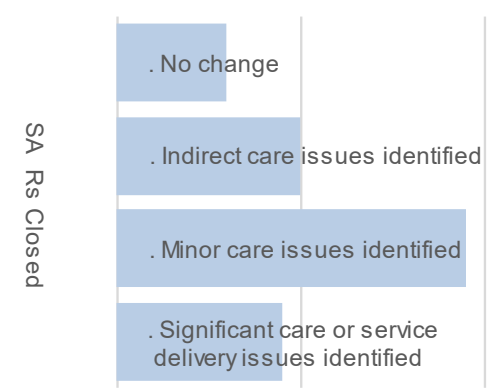 SA Rs Closed
. No change
. Indirect care issues identified
. Minor care issues identified
. Significant care or service
delivery issues identified